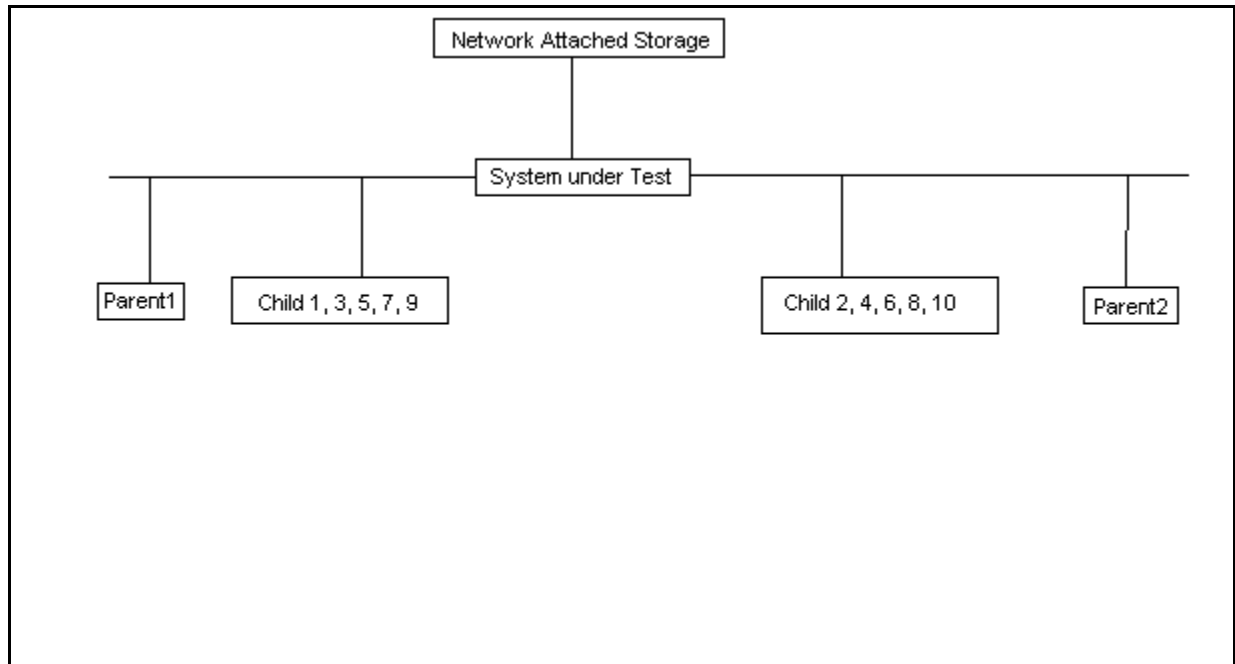 Network Attached Storage
System under Test
Parent1
Child 1, 3, 5, 7, 9
Child 2, 4, 6, 8, 10
Parent2